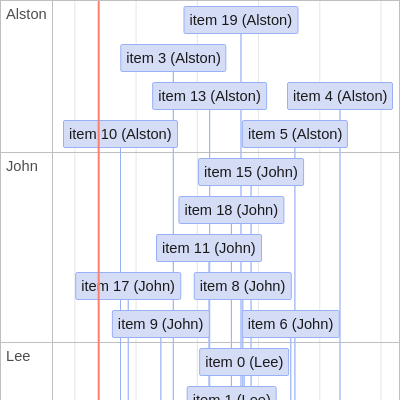 Alston
item 19 (Alston)
item 3 (Alston)
item 13 (Alston)
item 4 (Alston)
item 10 (Alston)
item 5 (Alston)
John
item 15 (John)
item 18 (John)
item 11 (John)
item 17 (John)
item 8 (John)
item 9 (John)
item 6 (John)
Lee
item 0 (Lee)
item 1 (Lee)